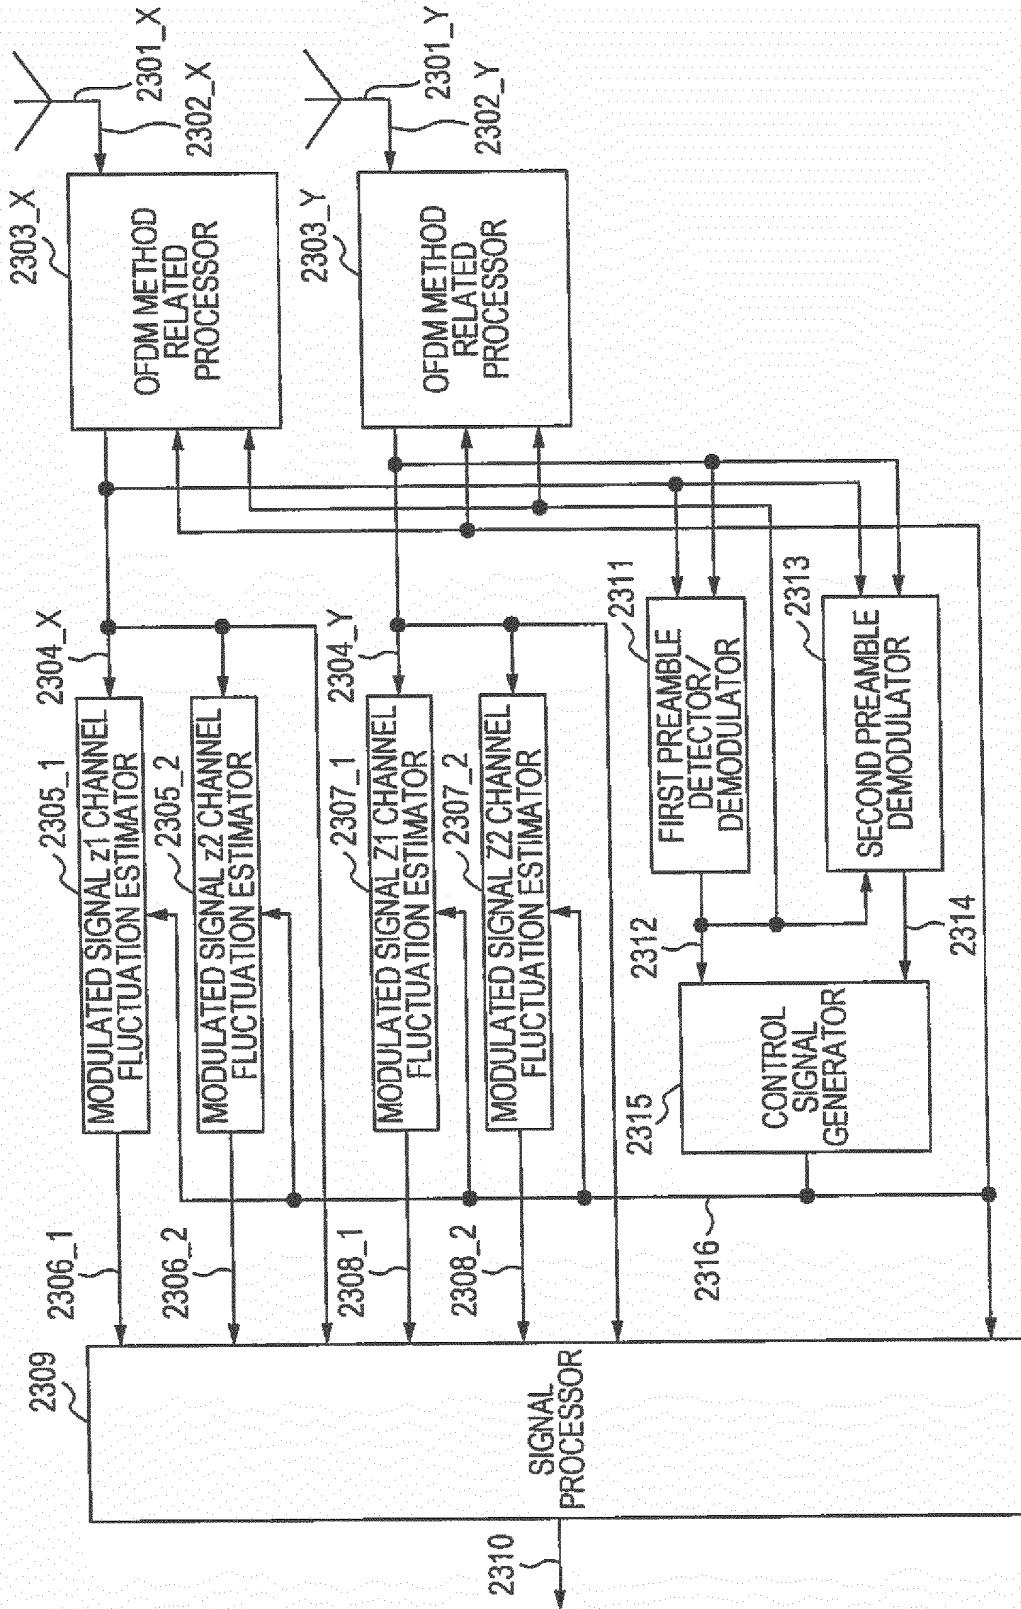 2301_X
2302_X
2303_X
OFDM METHOD
RELATED
PROCESSOR
2301_Y
2302_Y
2303_Y
OFDM METHOD
RELATED
PROCESSOR
2304_X
2305_1
MODULATED SIGNAL z1 CHANNEL
FLUCTUATION ESTIMATOR
2305_2
MODULATED SIGNAL z2 CHANNEL
FLUCTUATION ESTIMATOR
2304_Y
2307_1
MODULATED SIGNAL Z1 CHANNEL
FLUCTUATION ESTIMATOR
2307_2
MODULATED SIGNAL Z2 CHANNEL
FLUCTUATION ESTIMATOR
2311
FIRST PREAMBLE
DETECTOR/
DEMODULATOR
2313
SECOND PREAMBLE
DEMODULATOR
2312
2314
2315
CONTROL
SIGNAL
GENERATOR
2316
2306_1
2306_2
2308_1
2308_2
2309
SIGNAL
PROCESSOR
2310